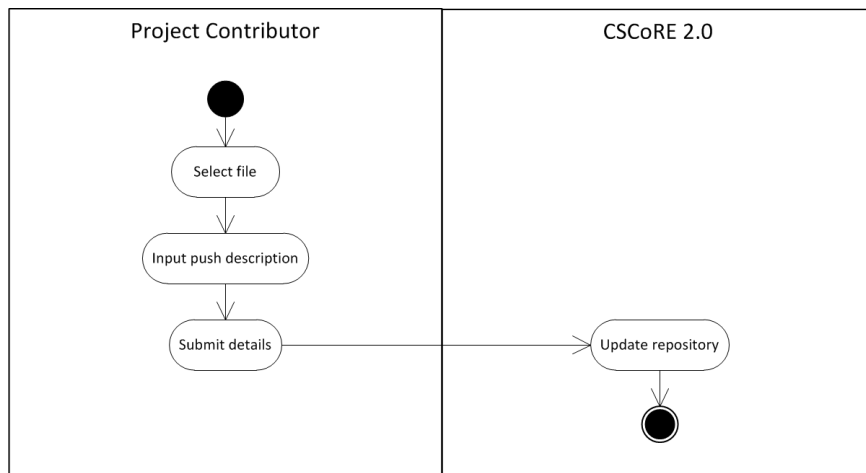 Project Contributor
CSCoRE 2.0
Select file
Input push description
Submit details
Update repository